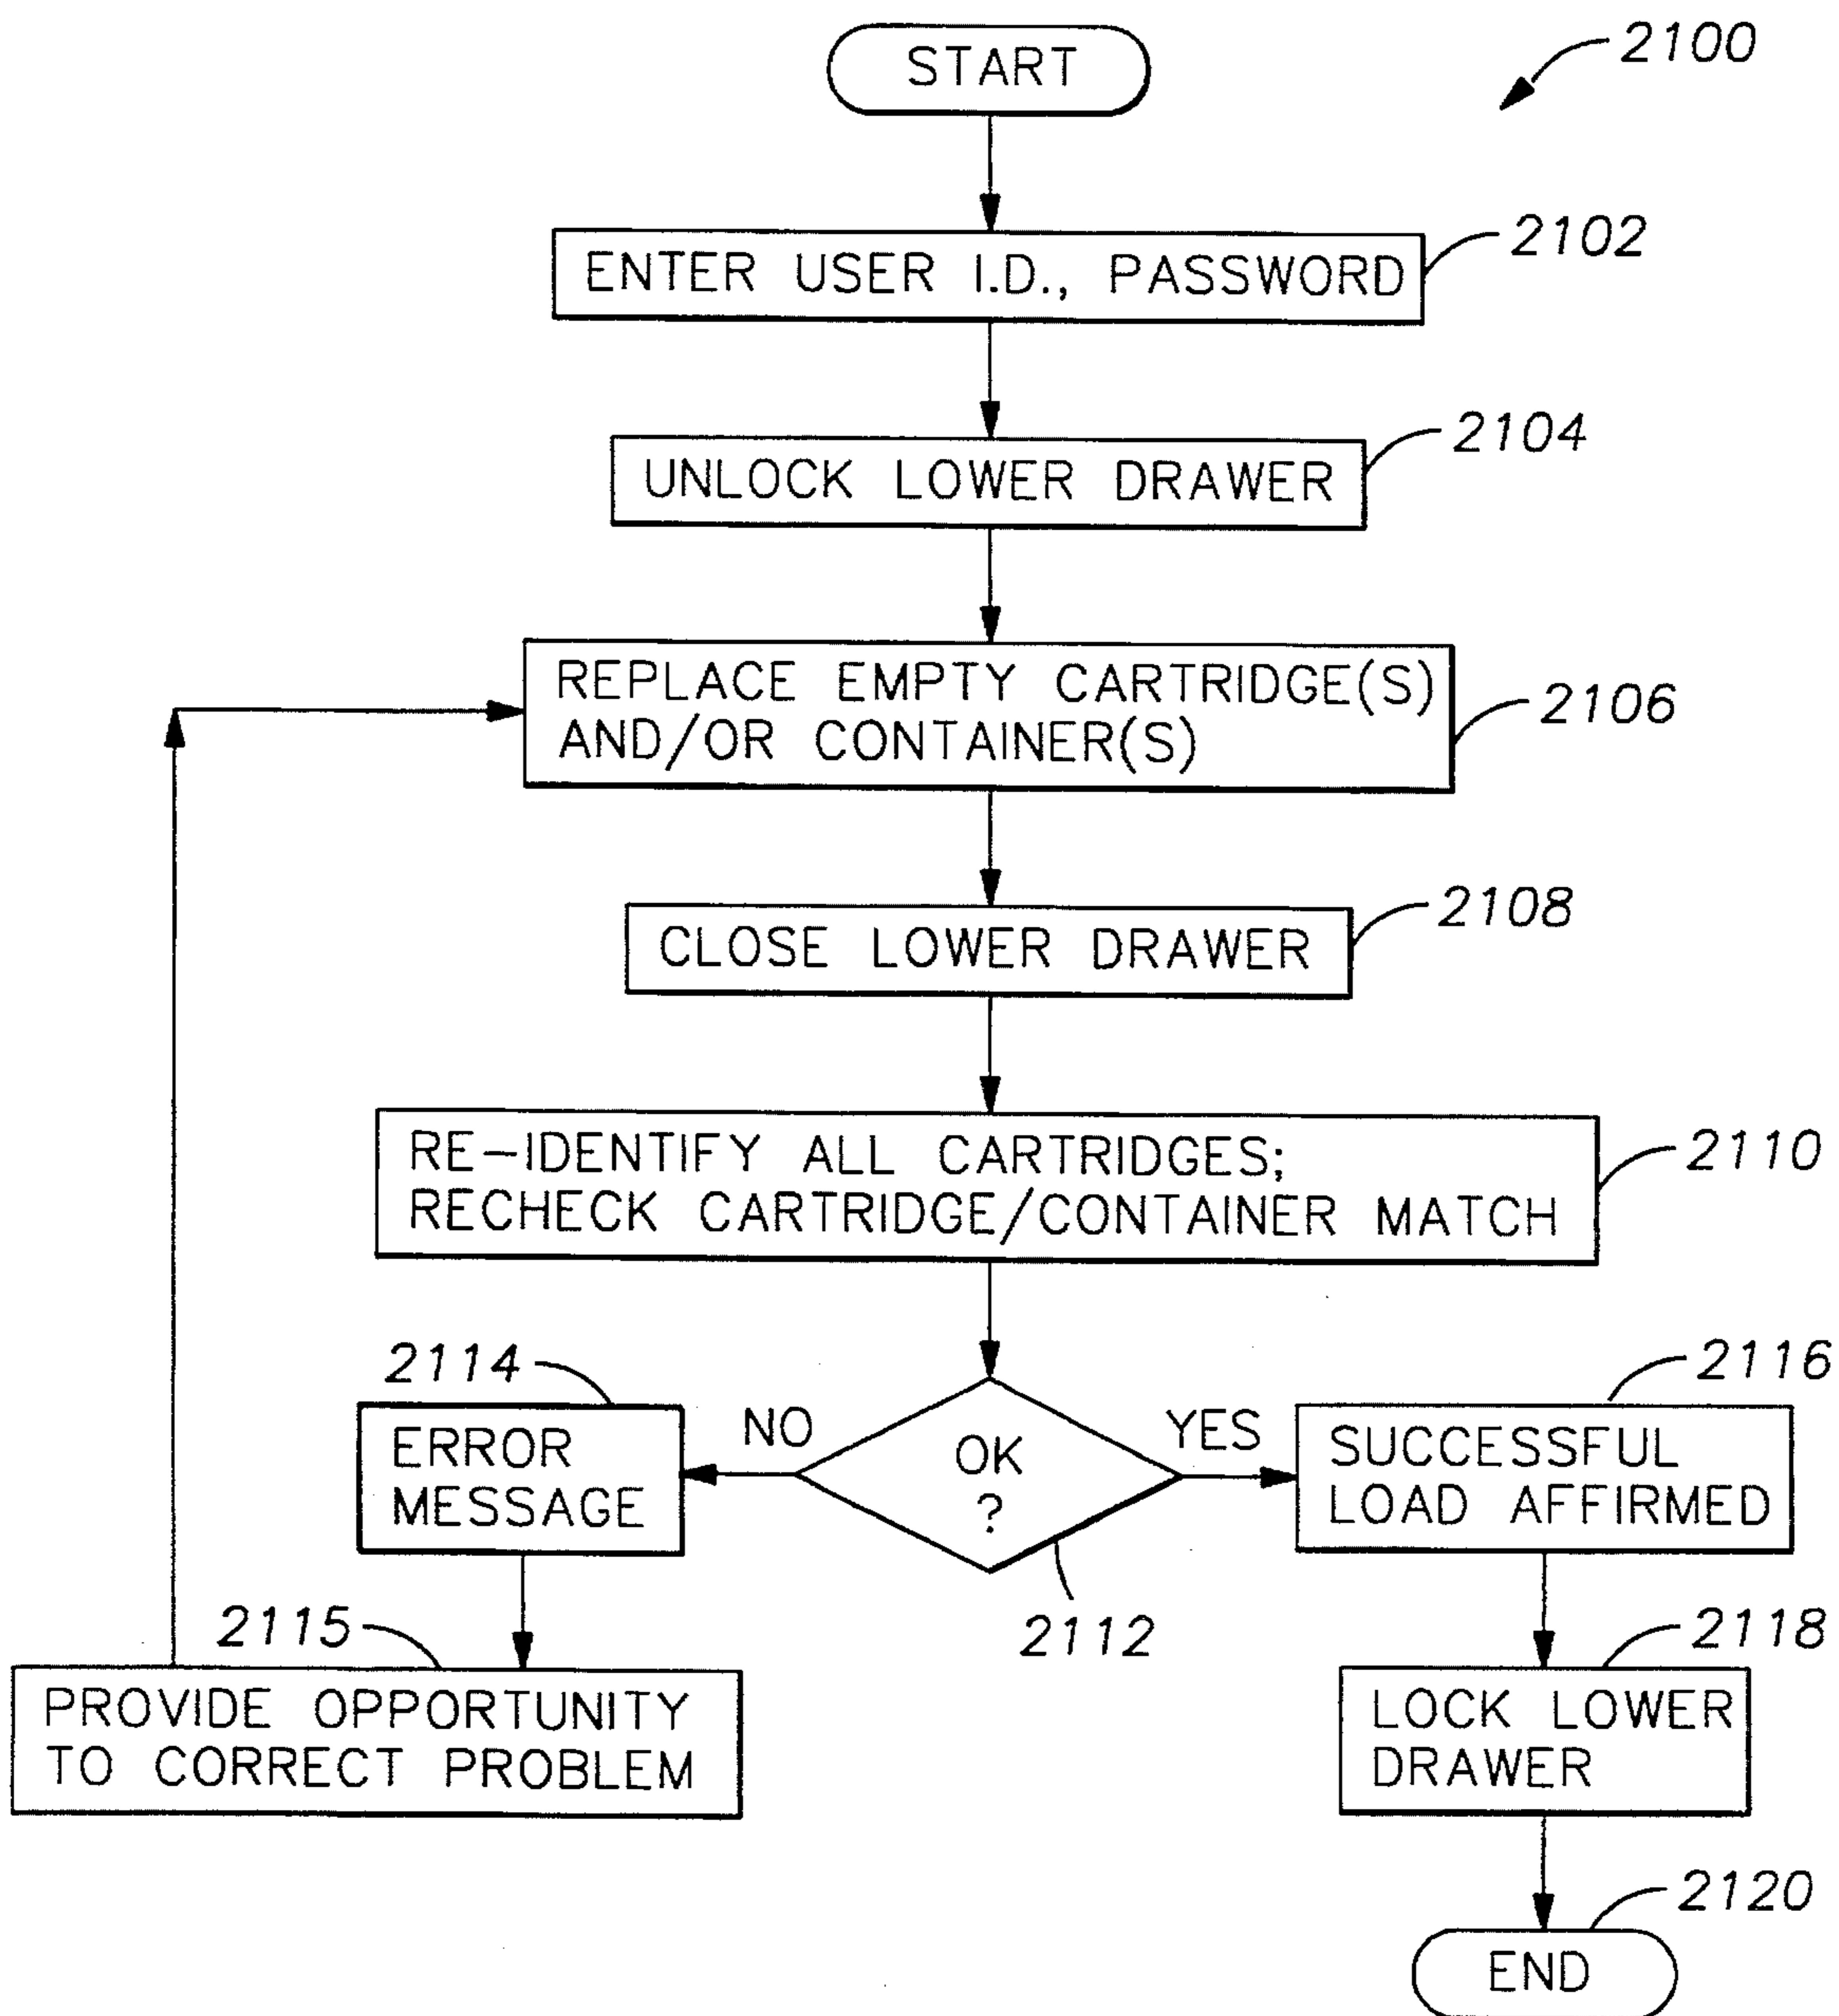 START
2100
ENTER USER I.D., PASSWORD
2102
UNLOCK LOWER DRAWER
2104
REPLACE EMPTY CARTRIDGE(S)
AND/OR CONTAINER(S)
2106
CLOSE LOWER DRAWER
2108
RE-IDENTIFY ALL CARTRIDGES;
RECHECK CARTRIDGE/CONTAINER MATCH
2110
OK
?
2112
NO
YES
2114
ERROR
MESSAGE
2115
PROVIDE OPPORTUNITY
TO CORRECT PROBLEM
2116
SUCCESSFUL
LOAD AFFIRMED
2118
LOCK LOWER
DRAWER
2120
END